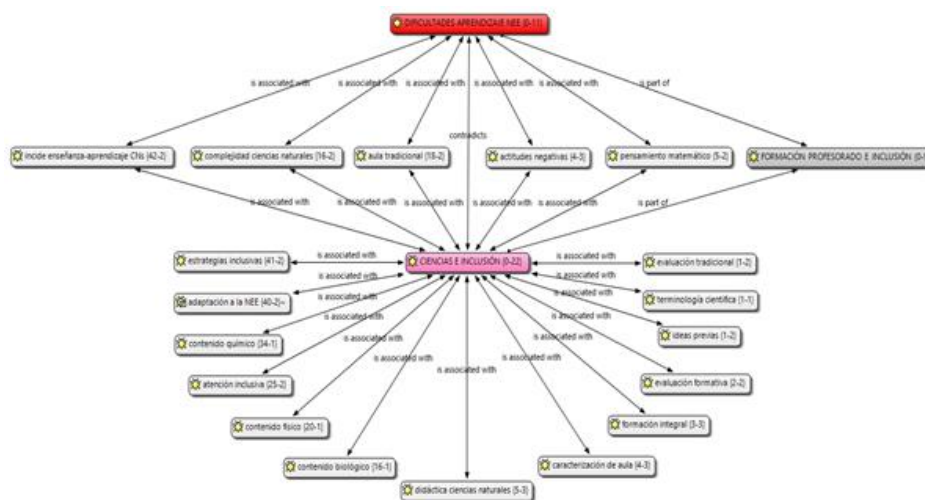 DIFICULTADES APRENDIZAJE NEE {0-11}
is associated with is associated with is associated with is associated with is associated with is part of
contradicts
incide enseñanza-aprendizaje CNs {42-2}
complejidad ciencias naturales {16-2}
aula tradicional {18-2}
actitudes negativas {4-3}
pensamiento matemático {5-2}
FORMACIÓN PROFESORADO E INCLUSIÓN
is associated with is associated with is associated with is associated with is associated with is part of
CIENCIAS E INCLUSIÓN {0-22}
estrategias inclusivas {41-2}
is associated with
is associated with
evaluación tradicional {1-2}
adaptación a la NEE {40-2}~
is associated with
is associated with
terminología científica {1-1}
contenido químico {34-1}
is associated with
is associated with
ideas previas {1-2}
atención inclusiva {25-2}
is associated with
is associated with
evaluación formativa {2-2}
contenido físico {20-1}
is associated with
is associated with
formación integral {3-3}
contenido biológico {16-1}
is associated with
is associated with
caracterización de aula {4-3}
is associated with
didáctica ciencias naturales {5-3}